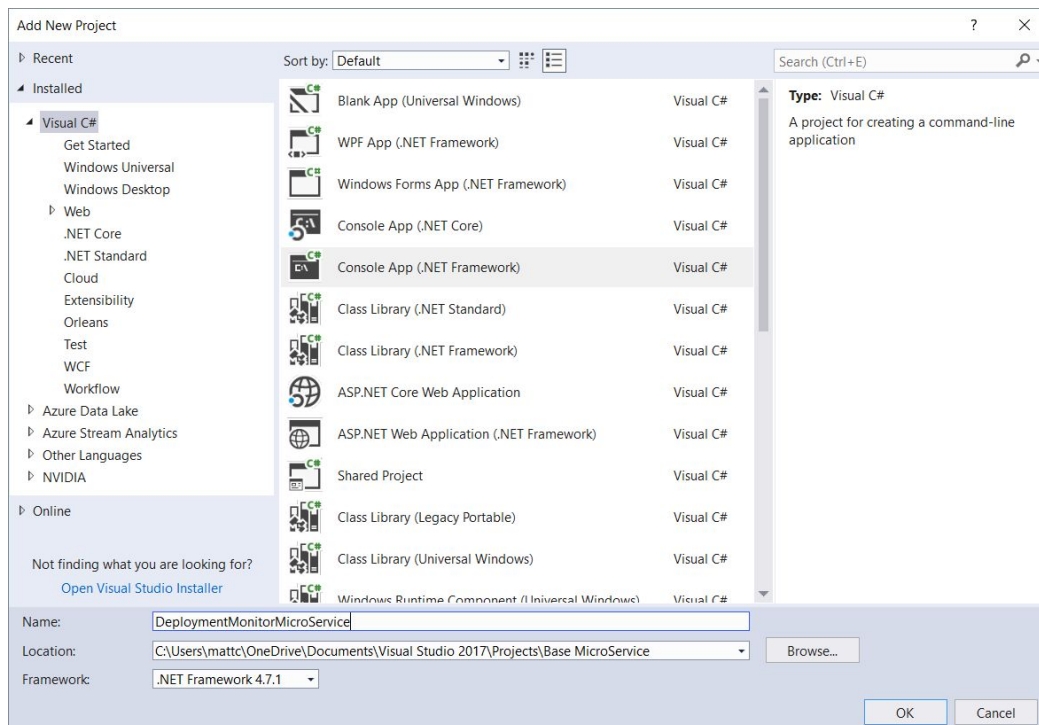 Add New Project
? ×
Recent
Installed
Visual C#
Get Started
Windows Universal
Windows Desktop
Web
.NET Core
.NET Standard
Cloud
Extensibility
Orleans
Test
WCF
Workflow
Azure Data Lake
Azure Stream Analytics
Other Languages
NVIDIA
Online
Not finding what you are looking for?
Open Visual Studio Installer
Sort by: Default
Blank App (Universal Windows) Visual C#
WPF App (.NET Framework) Visual C#
Windows Forms App (.NET Framework) Visual C#
Console App (.NET Core) Visual C#
Console App (.NET Framework) Visual C#
Class Library (.NET Standard) Visual C#
Class Library (.NET Framework) Visual C#
ASP.NET Core Web Application Visual C#
ASP.NET Web Application (.NET Framework) Visual C#
Shared Project Visual C#
Class Library (Legacy Portable) Visual C#
Class Library (Universal Windows) Visual C#
Windows Runtime Component (Universal Windows) Visual C#
Search (Ctrl+E)
Type: Visual C#
A project for creating a command-line
application
Name: DeploymentMonitorMicroService
Location: C:\Users\mattc\OneDrive\Documents\Visual Studio 2017\Projects\Base MicroService Browse...
Framework: .NET Framework 4.7.1
OK Cancel